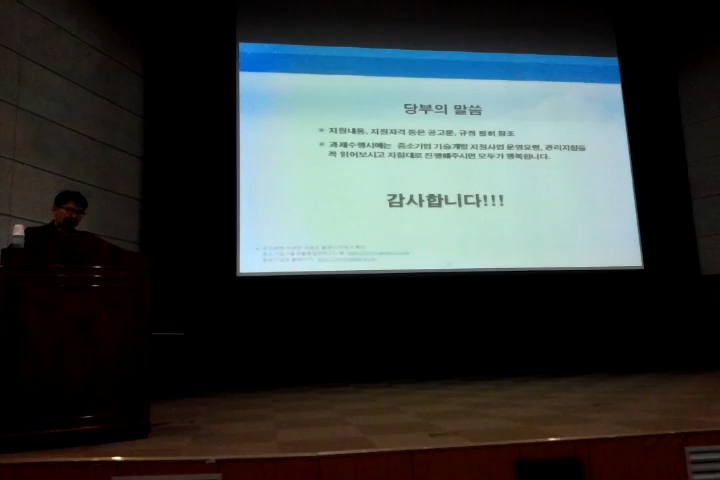 당부의 말씀
* 지원내용, 지원자격 등은 공고문, 규정 필히 참조
* 과제수행시에는 중소기업 기술개발 지원사업 운영요령, 관리지침을
꼭 읽어보시고 지침대로 진행해주시면 모두가 행복합니다.
감사합니다!!!